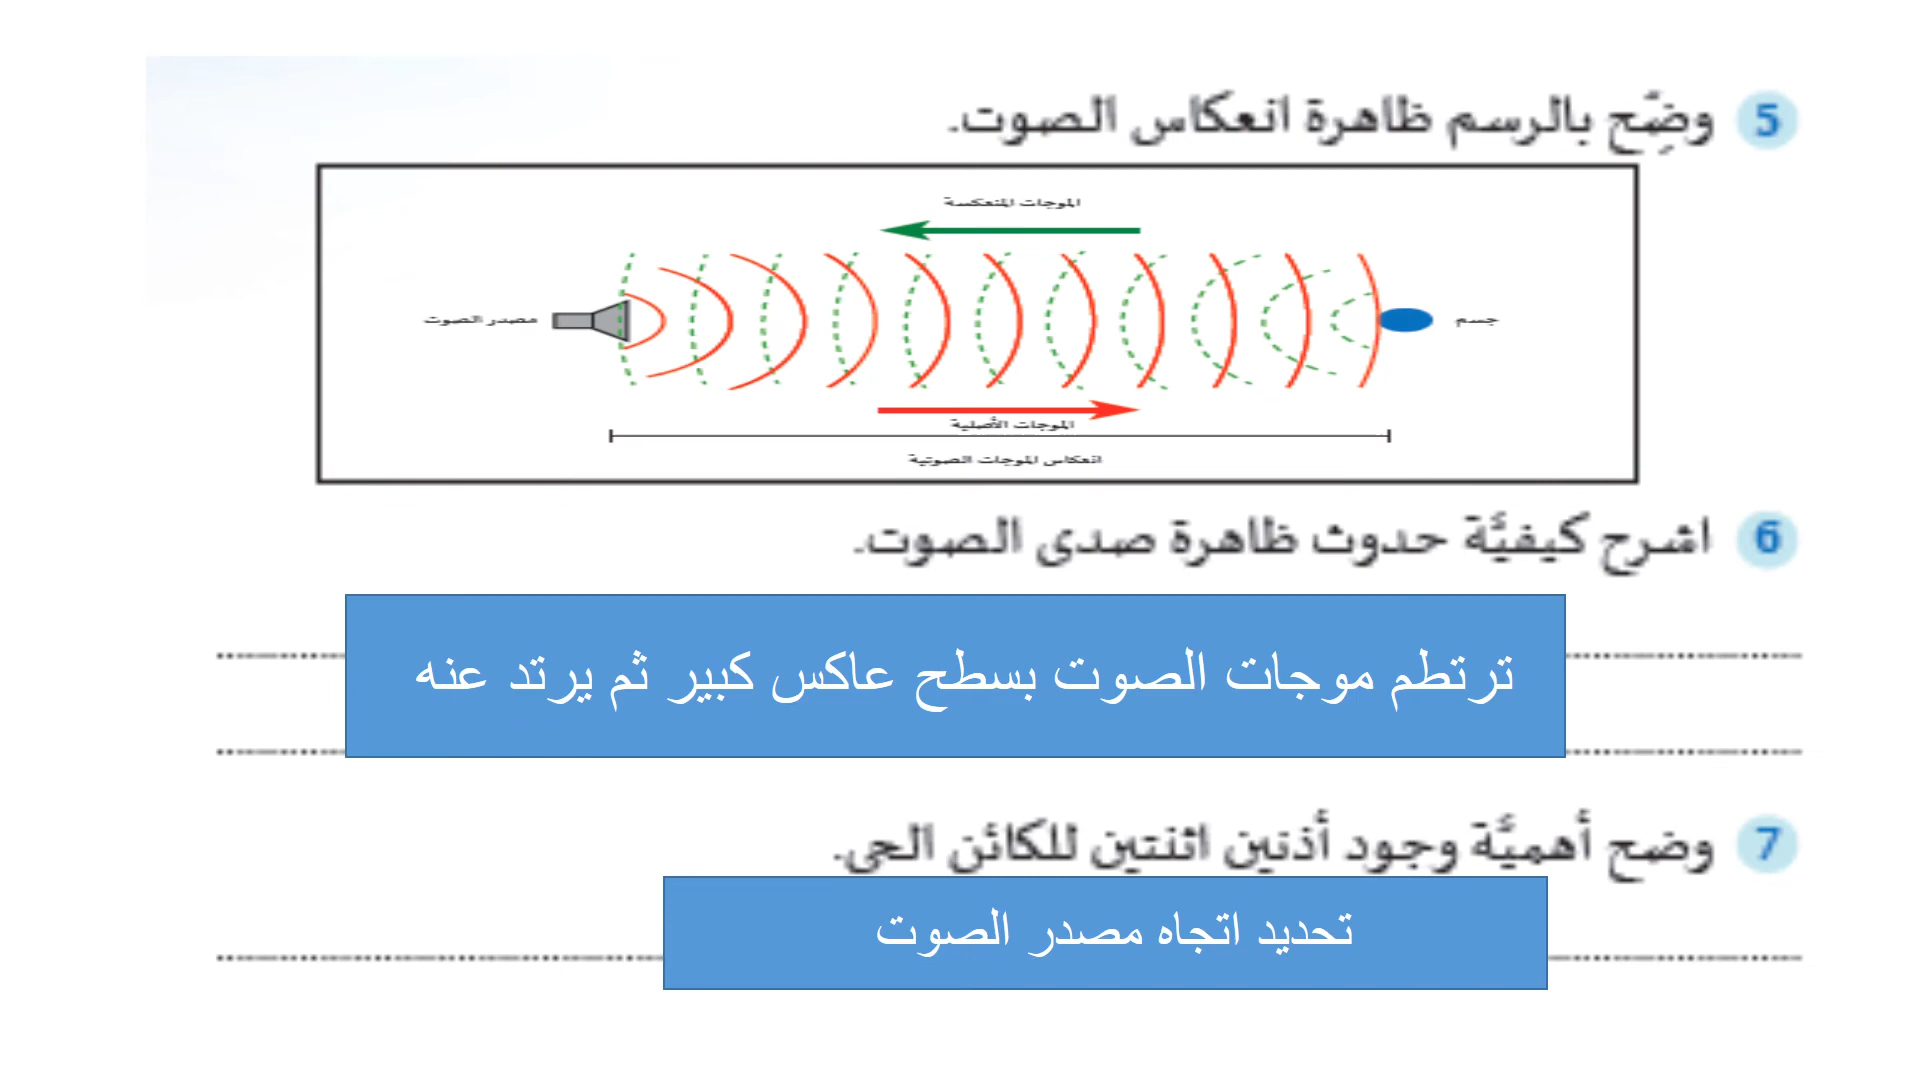 5 وضِّح بالرسم ظاهرة انعكاس الصوت.
الموجات المنعكسة
مصدر الصوت
جسم
الموجات الأصلية
انعكاس الموجات الصوتية
6 اشرح كيفيَّة حدوث ظاهرة صدى الصوت.
ترتطم موجات الصوت بسطح عاكس كبير ثم يرتد عنه
7 وضح أهميَّة وجود أذنين اثنتين للكائن الحي.
تحديد اتجاه مصدر الصوت